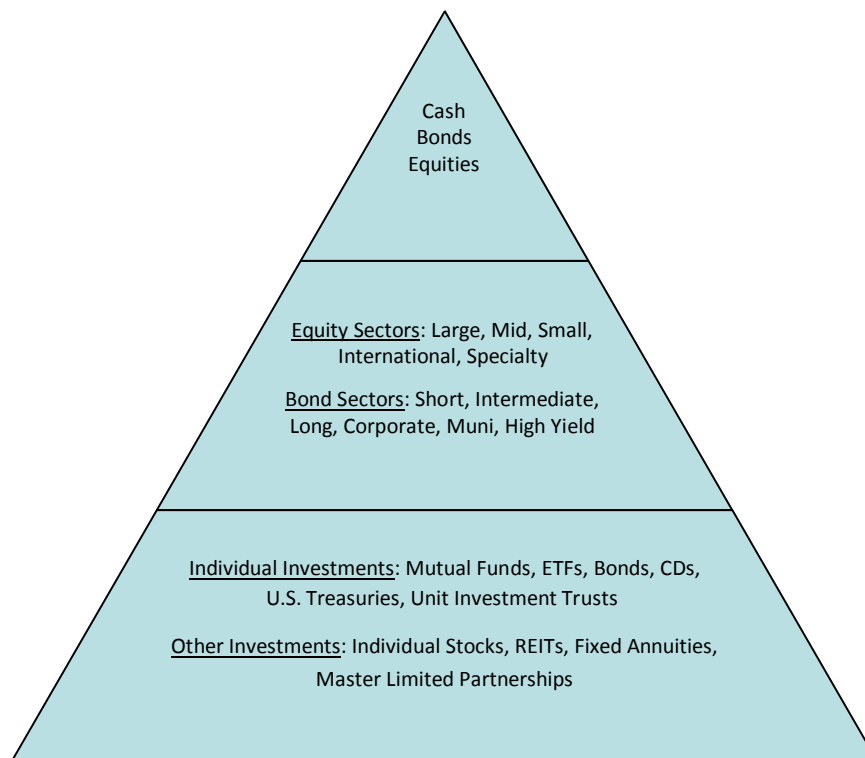 Cash
Bonds
Equities
Equity Sectors: Large, Mid, Small,
International, Specialty
Bond Sectors: Short, Intermediate,
Long, Corporate, Muni, High Yield
Individual Investments: Mutual Funds, ETFs, Bonds, CDs,
U.S. Treasuries, Unit Investment Trusts
Other Investments: Individual Stocks, REITs, Fixed Annuities,
Master Limited Partnerships